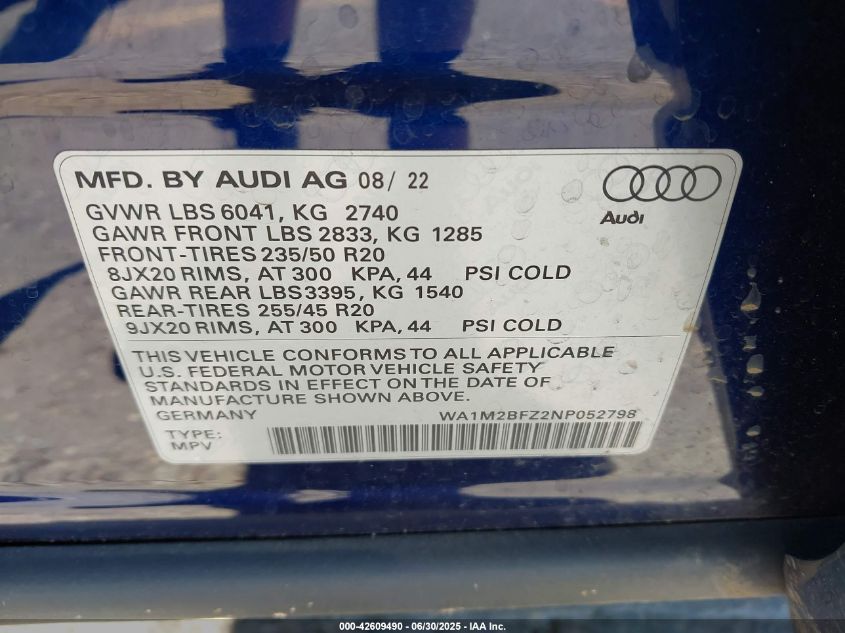 MFD. BY AUDI AG 08/ 22
Audi
GVWR LBS 6041, KG 2740
GAWR FRONT LBS 2833, KG 1285
FRONT-TIRES 235/50 R20
8JX20 RIMS, AT 300 KPA, 44 PSI COLD
GAWR REAR LBS3395, KG 1540
REAR-TIRES 255/45 R20
9JX20 RIMS, AT 300 KPA, 44 PSI COLD
THIS VEHICLE CONFORMS TO ALL APPLICABLE
U.S. FEDERAL MOTOR VEHICLE SAFETY
STANDARDS IN EFFECT ON THE DATE OF
MANUFACTURE SHOWN ABOVE.
GERMANY WA1M2BFZ2NP052798
TYPE:
MPV
000-42609490 - 06/30/2025 - IAA Inc.